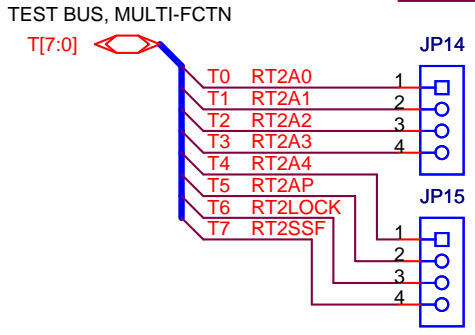 TEST BUS, MULTI-FCTN
T[7:0]
JP14
T0 RT2A0 1
T1 RT2A1 2
T2 RT2A2 3
T3 RT2A3 4
T4 RT2A4
T5 RT2AP
JP15
T6 RT2LOCK
T7 RT2SSF
1
2
3
4